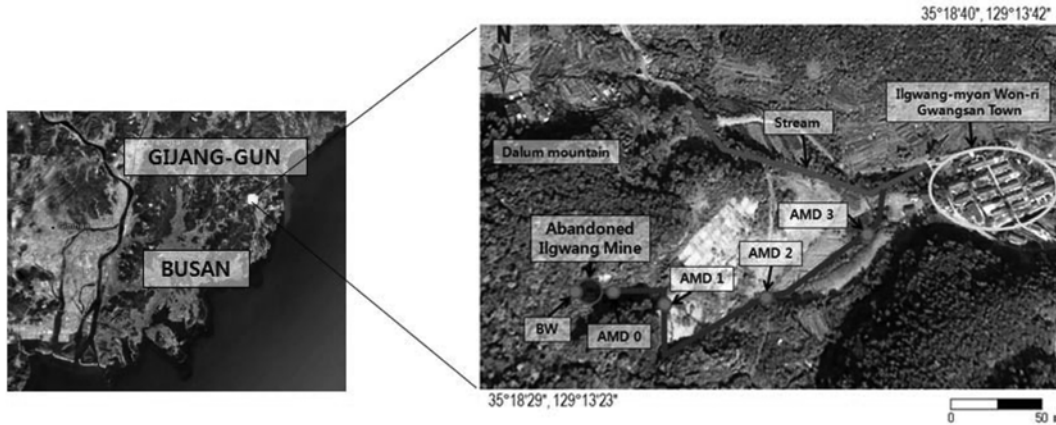 35°18'40", 129°13'42"
N
Ilgwang-myon Won-ri
Gwangsan Town
Stream
GIJANG-GUN
Dalum mountain
AMD 3
Abandoned
Ilgwang Mine
AMD 2
BUSAN
AMD 1
BW
AMD 0
35°18'29", 129°13'23"
0 50